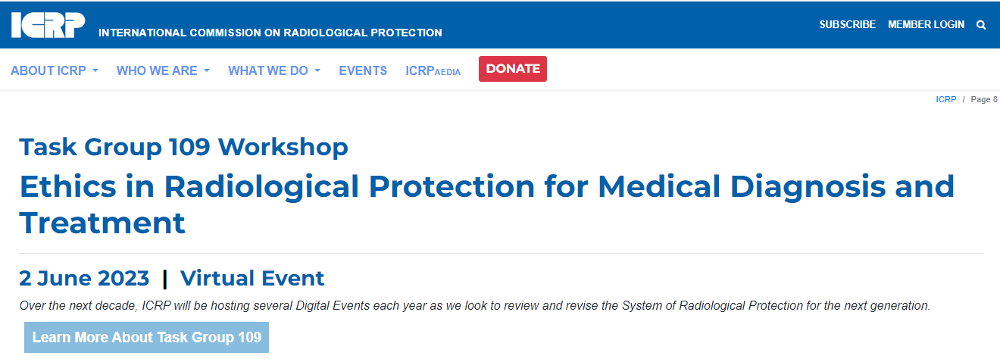 ICRP INTERNATIONAL COMMISSION ON RADIOLOGICAL PROTECTION
SUBSCRIBE MEMBER LOGIN
ABOUT ICRP WHO WE ARE WHAT WE DO EVENTS ICRPAEDIA DONATE
ICRP / Page 8
Task Group 109 Workshop
Ethics in Radiological Protection for Medical Diagnosis and
Treatment
2 June 2023 | Virtual Event
Over the next decade, ICRP will be hosting several Digital Events each year as we look to review and revise the System of Radiological Protection for the next generation.
Learn More About Task Group 109